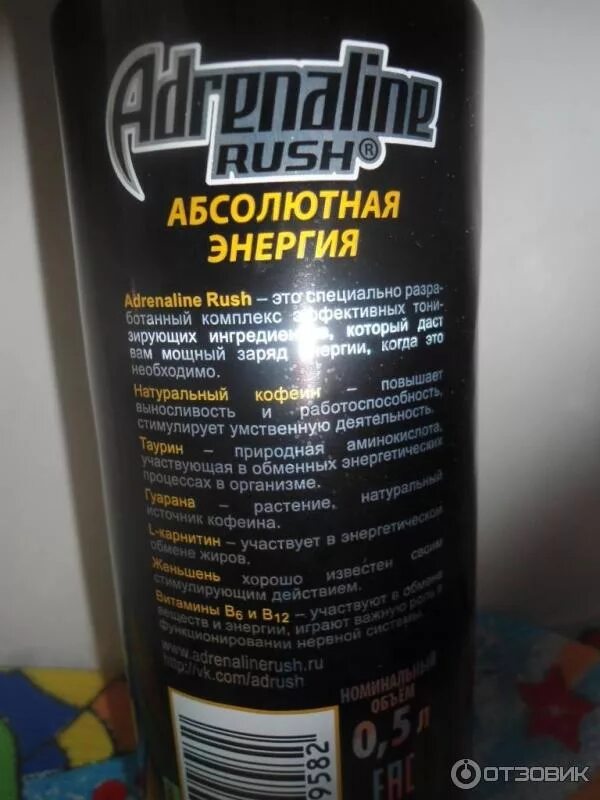 Adrenaline
RUSH®
АБСОЛЮТНАЯ
ЭНЕРГИЯ
Adrenaline Rush – это специально разра-
ботанный комплекс эффективных тони-
зирующих ингредиентов, который даст
вам мощный заряд энергии, когда это
необходимо.
Натуральный кофеин – повышает
выносливость и работоспособность,
стимулирует умственную деятельность.
Таурин – природная аминокислота,
участвующая в обменных энергетических
процессах в организме.
Гуарана – растение, натуральный
источник кофеина.
L-карнитин – участвует в энергетическом
обмене жиров.
Женьшень хорошо известен своим
стимулирующим действием.
Витамины B6 и B12 – участвуют в обмене
веществ и энергии, играют важную роль в
функционировании нервной системы.
www.adrenalinerush.ru
http://vk.com/adrush
НОМИНАЛЬНЫЙ
ОБЪЁМ
0,5 л
EAC
9582
ОТЗОВИК